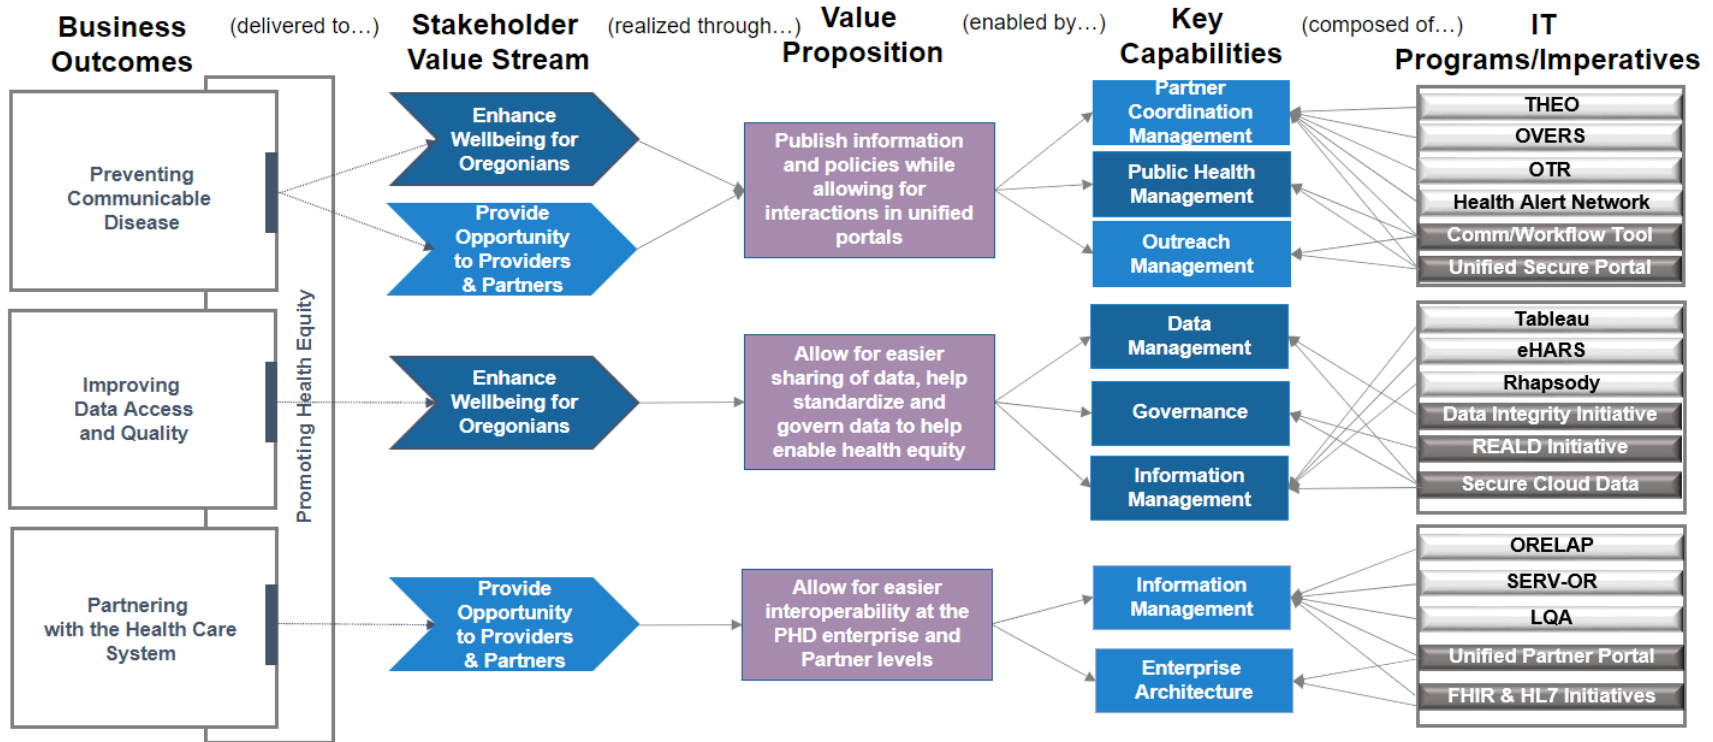 Business
Outcomes
(delivered to…)
Stakeholder
Value Stream
(realized through…)
Value
Proposition
(enabled by…)
Key
Capabilities
(composed of…)
IT
Programs/Imperatives
Promoting Health Equity
Preventing
Communicable
Disease
Enhance
Wellbeing for
Oregonians
Provide
Opportunity
to Providers
& Partners
Publish information
and policies while
allowing for
interactions in unified
portals
Partner
Coordination
Management
Public Health
Management
Outreach
Management
THEO
OVERS
OTR
Health Alert Network
Comm/Workflow Tool
Unified Secure Portal
Improving
Data Access
and Quality
Enhance
Wellbeing for
Oregonians
Allow for easier
sharing of data, help
standardize and
govern data to help
enable health equity
Data
Management
Governance
Information
Management
Tableau
eHARS
Rhapsody
Data Integrity Initiative
REALD Initiative
Secure Cloud Data
Partnering
with the Health Care
System
Provide
Opportunity
to Providers
& Partners
Allow for easier
interoperability at the
PHD enterprise and
Partner levels
Information
Management
Enterprise
Architecture
ORELAP
SERV-OR
LQA
Unified Partner Portal
FHIR & HL7 Initiatives